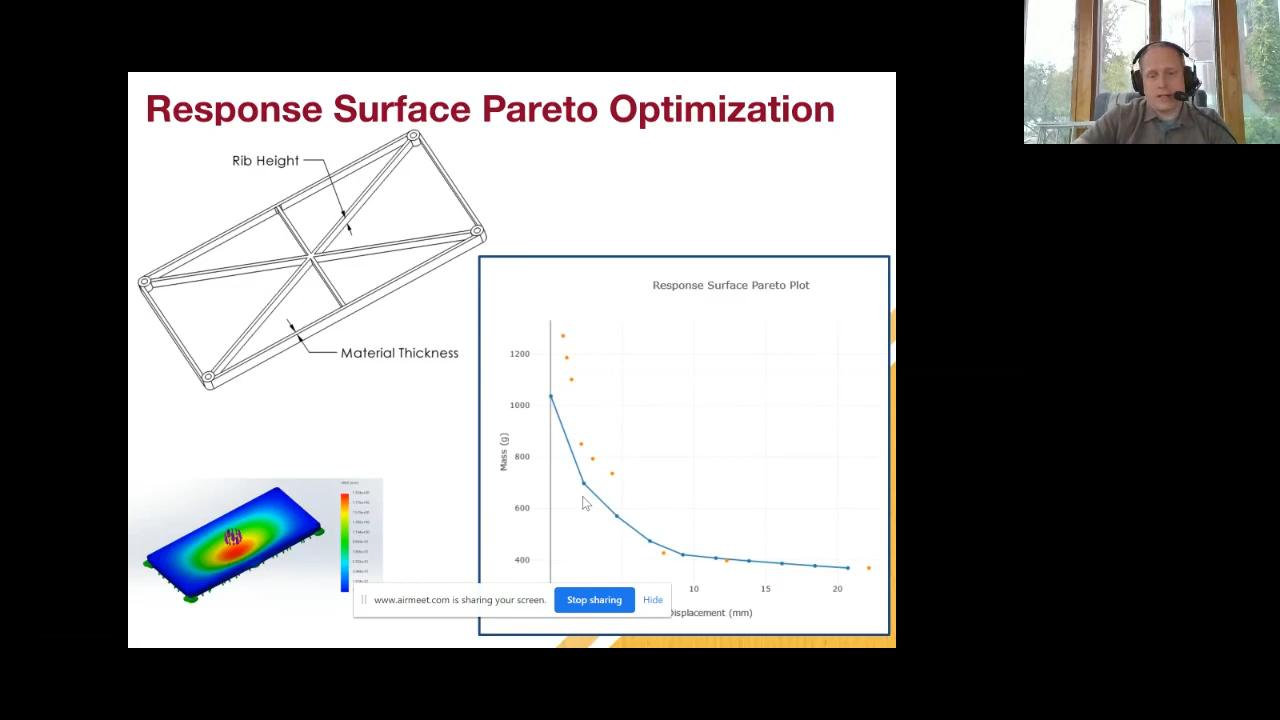 Response Surface Pareto Optimization
Rib Height
Material Thickness
Response Surface Pareto Plot
1200
1000
800
600
400
Mass (g)
10
15
20
Displacement (mm)
www.airmeet.com is sharing your screen.
Stop sharing
Hide